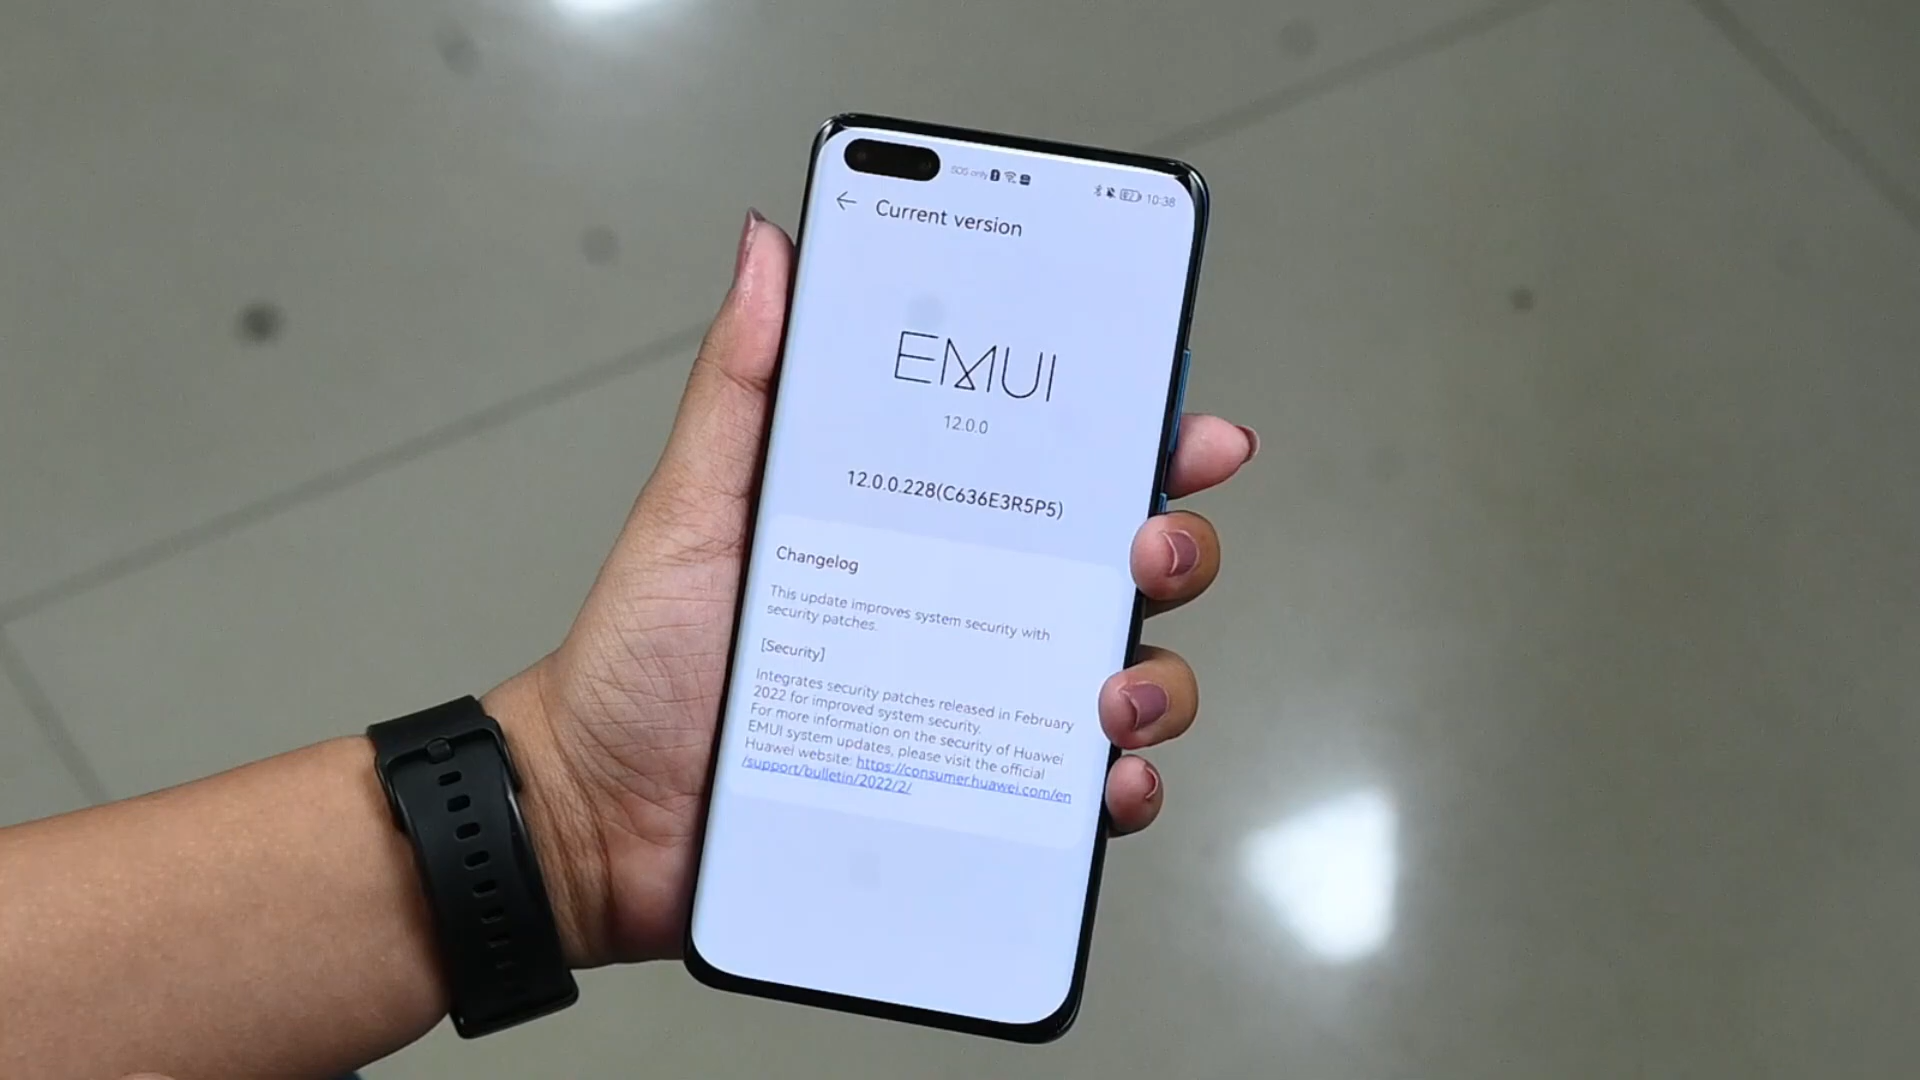 SOS only 10:38
Current version
EMUI
12.0.0
12.0.0.228(C636E3R5P5)
Changelog
This update improves system security with
security patches.
[Security]
Integrates security patches released in February
2022 for improved system security.
For more information on the security of Huawei
EMUI system updates, please visit the official
Huawei website: https://consumer.huawei.com/en
/support/bulletin/2022/2/